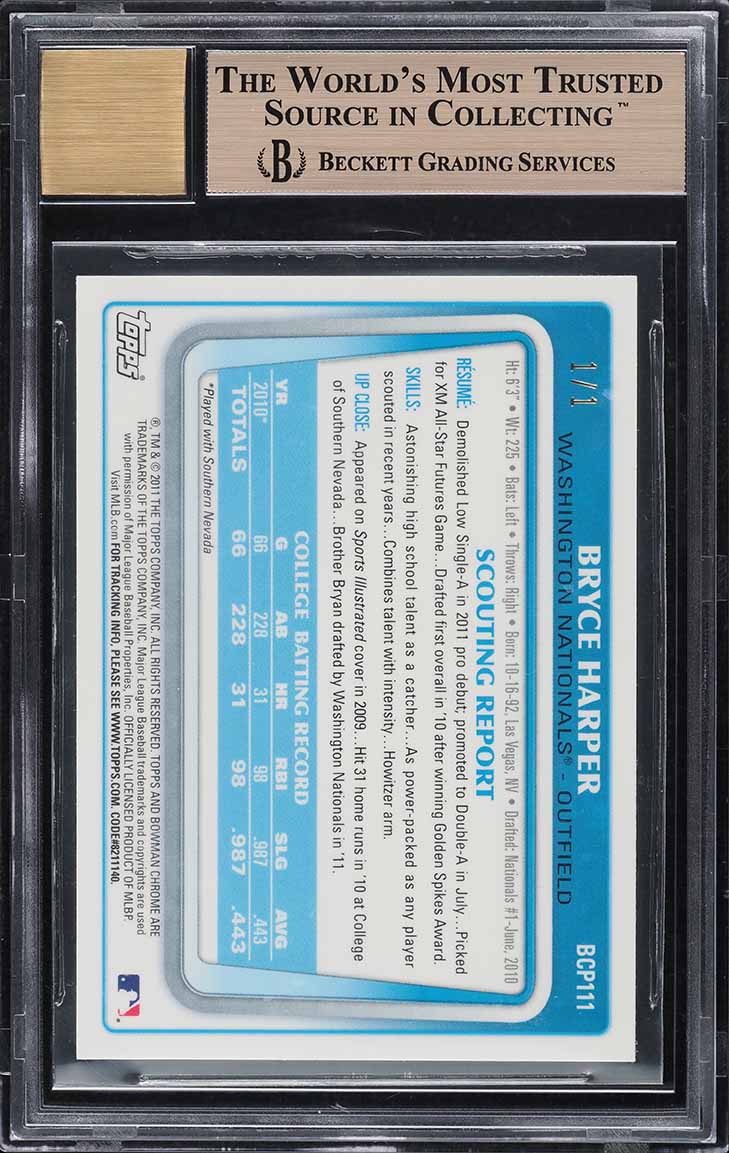 THE WORLD'S MOST TRUSTED
SOURCE IN COLLECTING™
B BECKETT GRADING SERVICES
1/1
BRYCE HARPER
BCP111
WASHINGTON NATIONALS® - OUTFIELD
Ht: 6'3" • Wt: 225 • Bats: Left • Throws: Right • Born: 10-16-92, Las Vegas, NV • Drafted: Nationals #1-June, 2010
SCOUTING REPORT
RÉSUMÉ: Demolished Low Single-A in 2011 pro debut; promoted to Double-A in July...Picked
for XM All-Star Futures Game...Drafted first overall in '10 after winning Golden Spikes Award.
SKILLS: Astonishing high school talent as a catcher...As power-packed as any player
scouted in recent years...Combines talent with intensity...Howitzer arm.
UP CLOSE: Appeared on Sports Illustrated cover in 2009...Hit 31 home runs in '10 at College
of Southern Nevada...Brother Bryan drafted by Washington Nationals in '11.
COLLEGE BATTING RECORD
YR G AB HR RBI SLG AVG
2010* 66 228 31 98 .987 .443
TOTALS 66 228 31 98 .987 .443
*Played with Southern Nevada
Topps®
®, TM & © 2011 THE TOPPS COMPANY, INC. ALL RIGHTS RESERVED. TOPPS AND BOWMAN CHROME ARE
TRADEMARKS OF THE TOPPS COMPANY, INC. Major League Baseball trademarks and copyrights are used
with permission of Major League Baseball Properties, Inc. OFFICIALLY LICENSED PRODUCT OF MLBP.
Visit MLB.com FOR TRACKING INFO, PLEASE SEE WWW.TOPPS.COM. CODE#8211140.